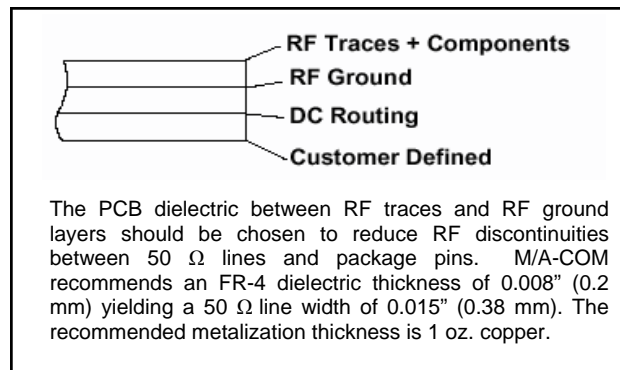 RF Traces + Components
RF Ground
DC Routing
Customer Defined
The PCB dielectric between RF traces and RF ground
layers should be chosen to reduce RF discontinuities
between 50 Ω lines and package pins. M/A-COM
recommends an FR-4 dielectric thickness of 0.008" (0.2
mm) yielding a 50 Ω line width of 0.015" (0.38 mm). The
recommended metalization thickness is 1 oz. copper.